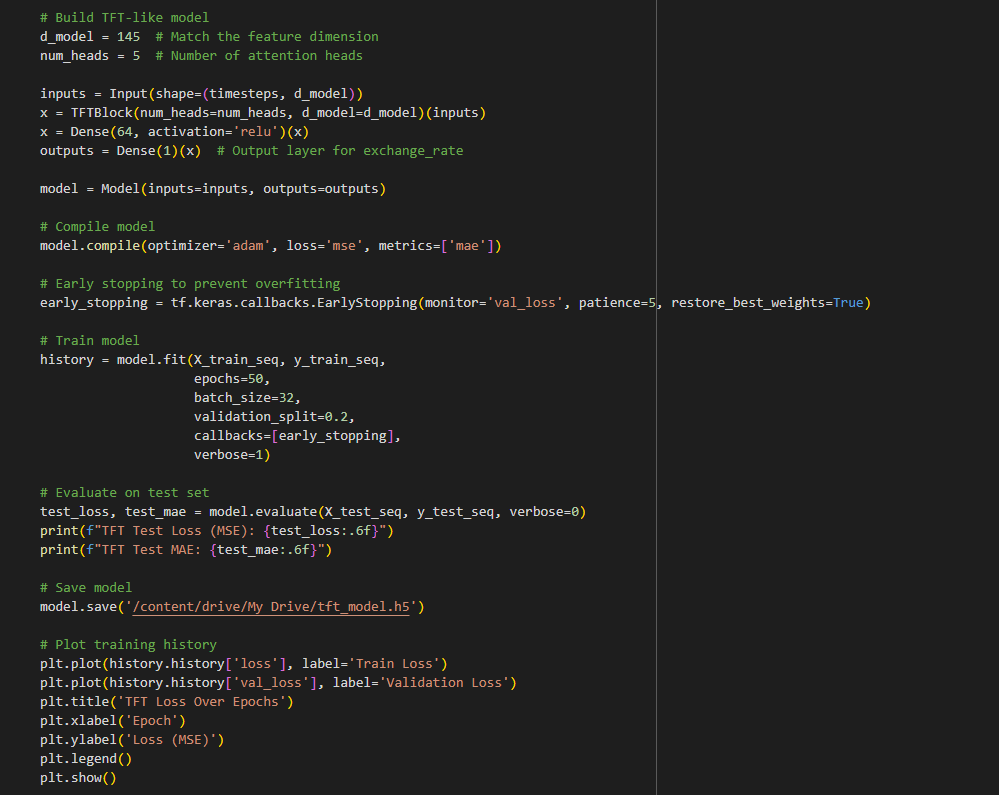 # Build TFT-like model
d_model = 145  # Match the feature dimension
num_heads = 5  # Number of attention heads
inputs = Input(shape=(timesteps, d_model))
x = TFTBlock(num_heads=num_heads, d_model=d_model)(inputs)
x = Dense(64, activation='relu')(x)
outputs = Dense(1)(x)  # Output layer for exchange_rate
model = Model(inputs=inputs, outputs=outputs)
# Compile model
model.compile(optimizer='adam', loss='mse', metrics=['mae'])
# Early stopping to prevent overfitting
early_stopping = tf.keras.callbacks.EarlyStopping(monitor='val_loss', patience=5, restore_best_weights=True)
# Train model
history = model.fit(X_train_seq, y_train_seq,
                    epochs=50,
                    batch_size=32,
                    validation_split=0.2,
                    callbacks=[early_stopping],
                    verbose=1)
# Evaluate on test set
test_loss, test_mae = model.evaluate(X_test_seq, y_test_seq, verbose=0)
print(f"TFT Test Loss (MSE): {test_loss:.6f}")
print(f"TFT Test MAE: {test_mae:.6f}")
# Save model
model.save('/content/drive/My Drive/tft_model.h5')
# Plot training history
plt.plot(history.history['loss'], label='Train Loss')
plt.plot(history.history['val_loss'], label='Validation Loss')
plt.title('TFT Loss Over Epochs')
plt.xlabel('Epoch')
plt.ylabel('Loss (MSE)')
plt.legend()
plt.show()